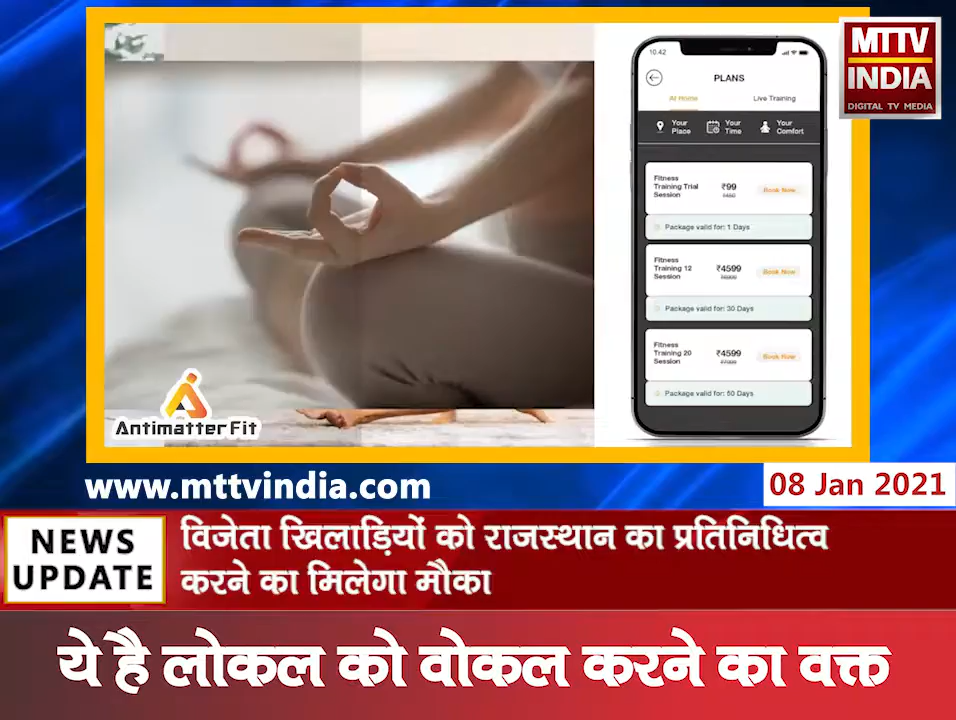 MTTV
INDIA
DIGITAL TV MEDIA
10.42
PLANS
At Home
Live Training
Your Place
Your Time
Your Comfort
Fitness
Training Trial
Session
₹99
Book Now
Package valid for: 1 Days
Fitness
Training 12
Session
₹4599
Book Now
Package valid for: 30 Days
Fitness
Training 20
Session
₹4599
Book Now
Package valid for: 60 Days
Antimatter Fit
www.mttvindia.com
08 Jan 2021
NEWS
UPDATE
विजेता खिलाड़ियों को राजस्थान का प्रतिनिधित्व
करने का मिलेगा मौका
ये है लोकल को वोकल करने का वक्त